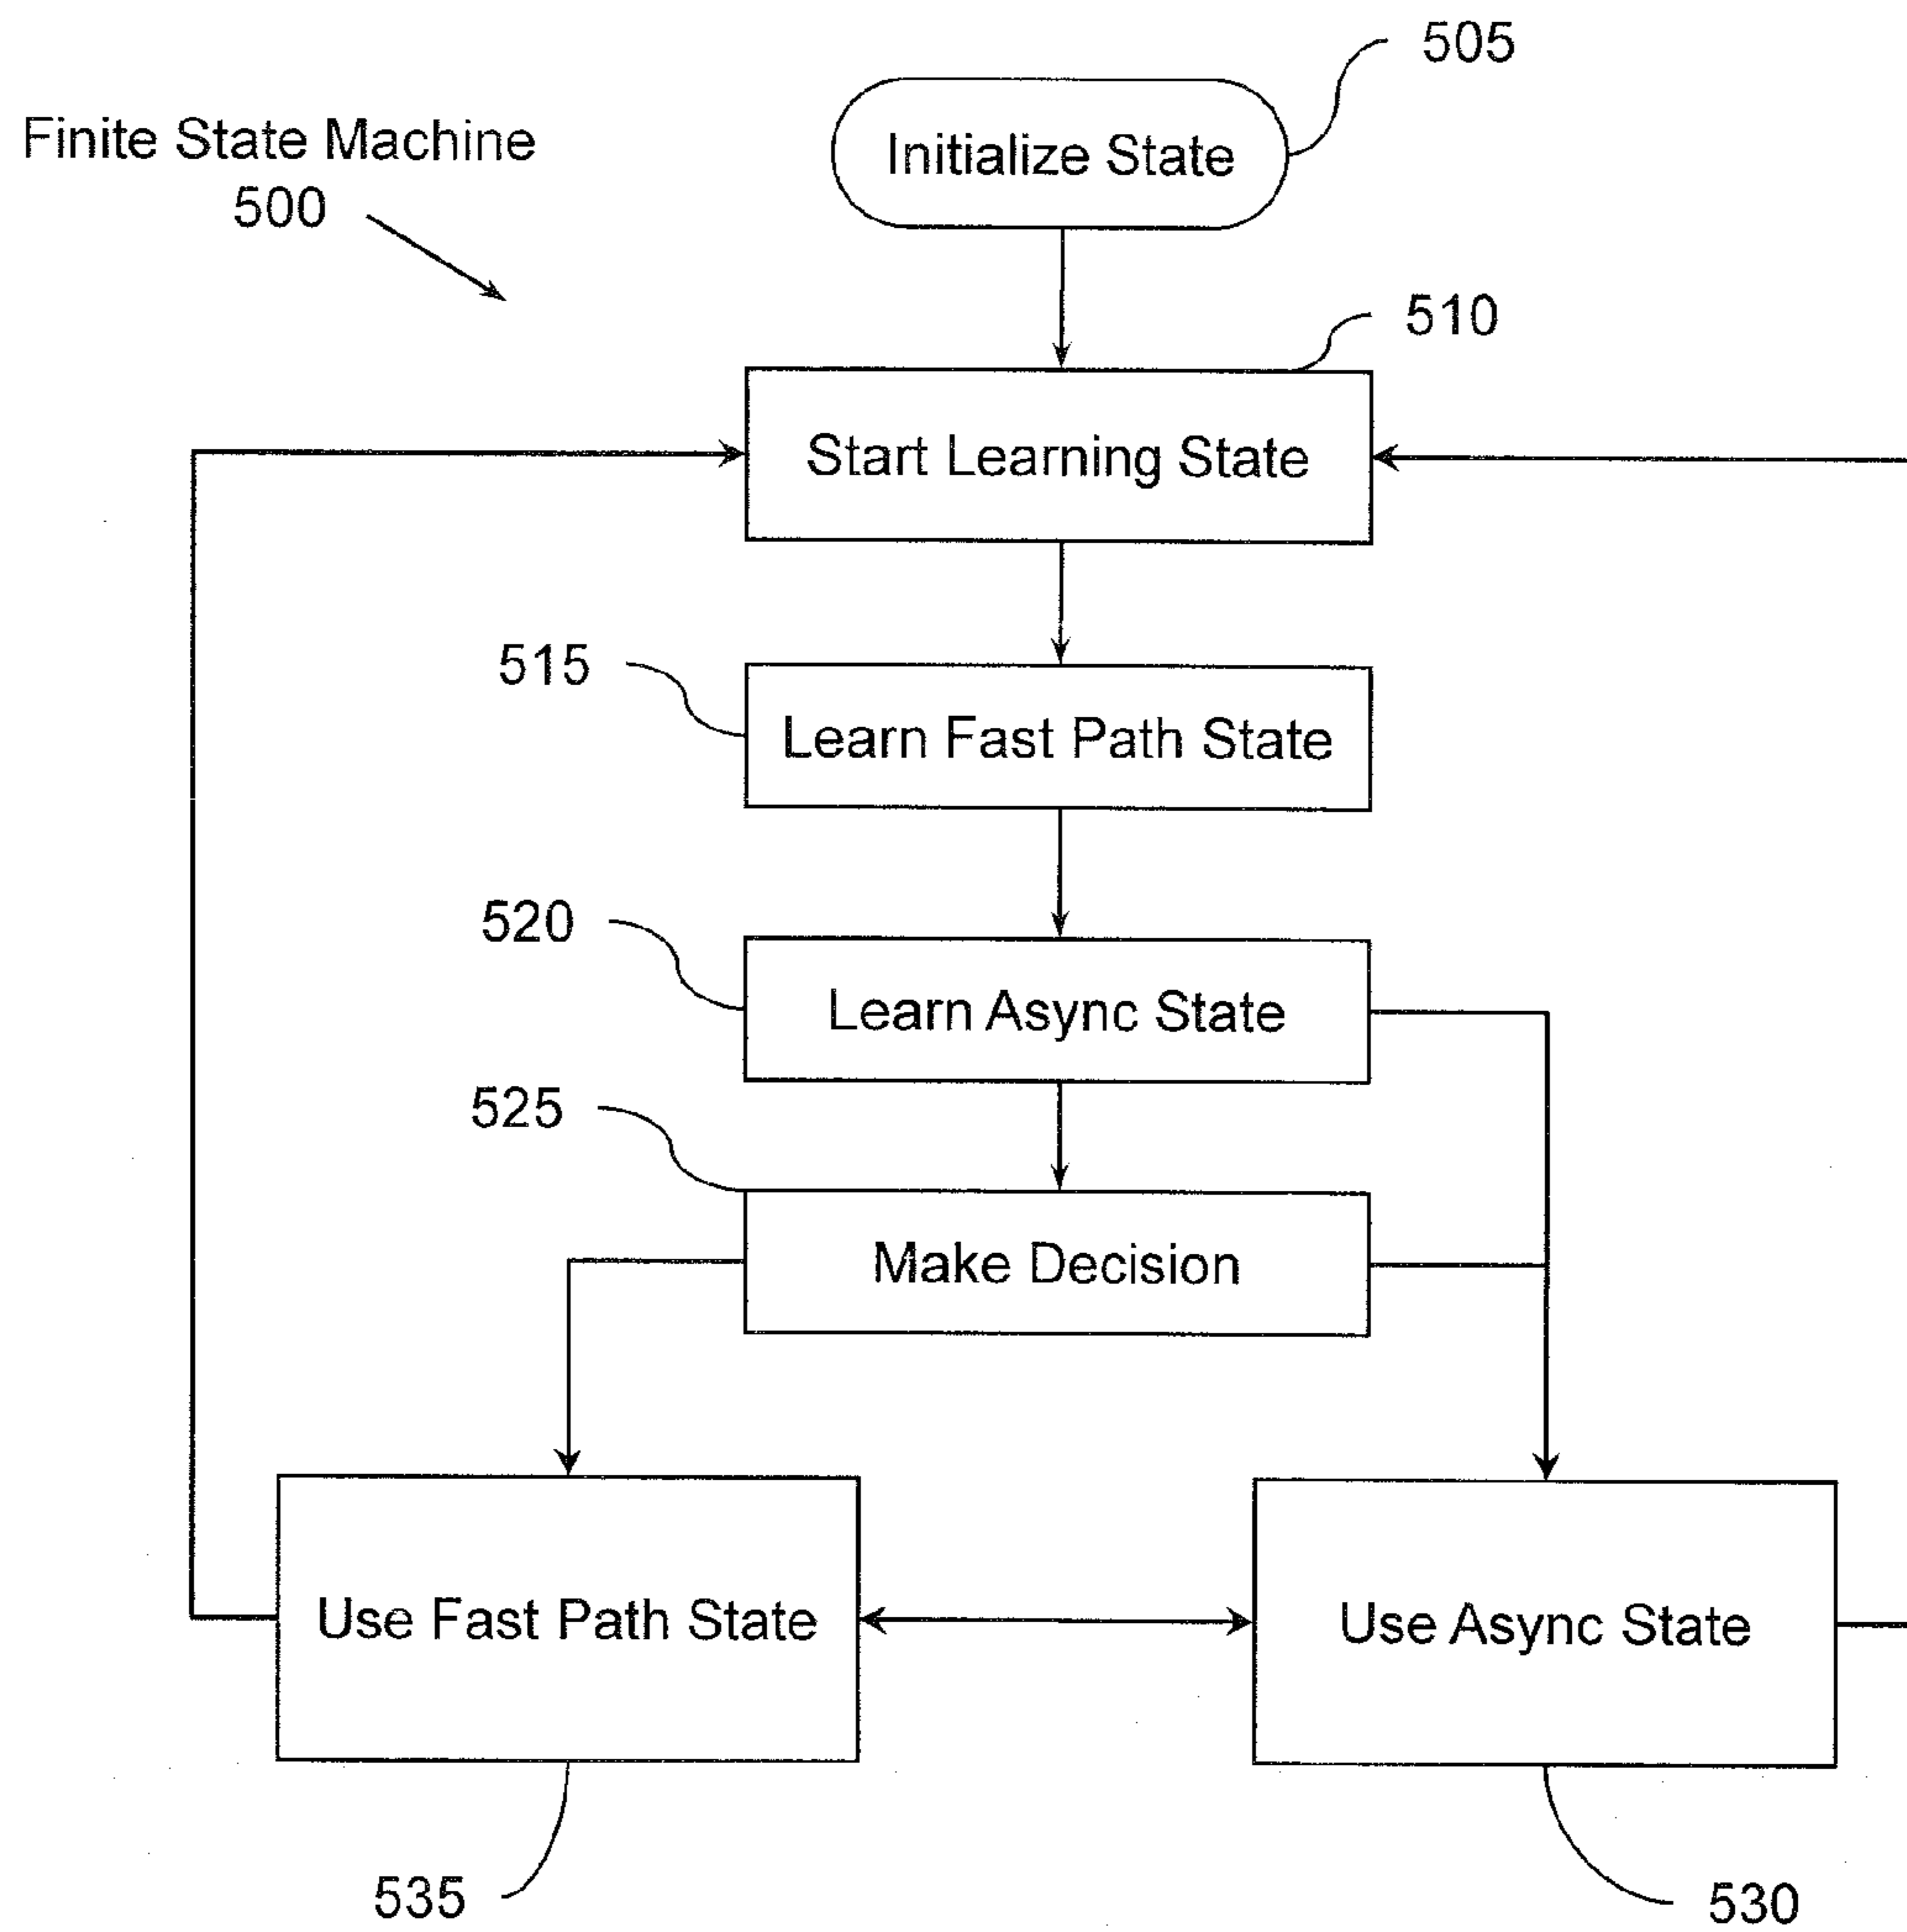 505
Finite State Machine
500
Initialize State
510
Start Learning State
515
Learn Fast Path State
520
Learn Async State
525
Make Decision
Use Fast Path State
Use Async State
535
530